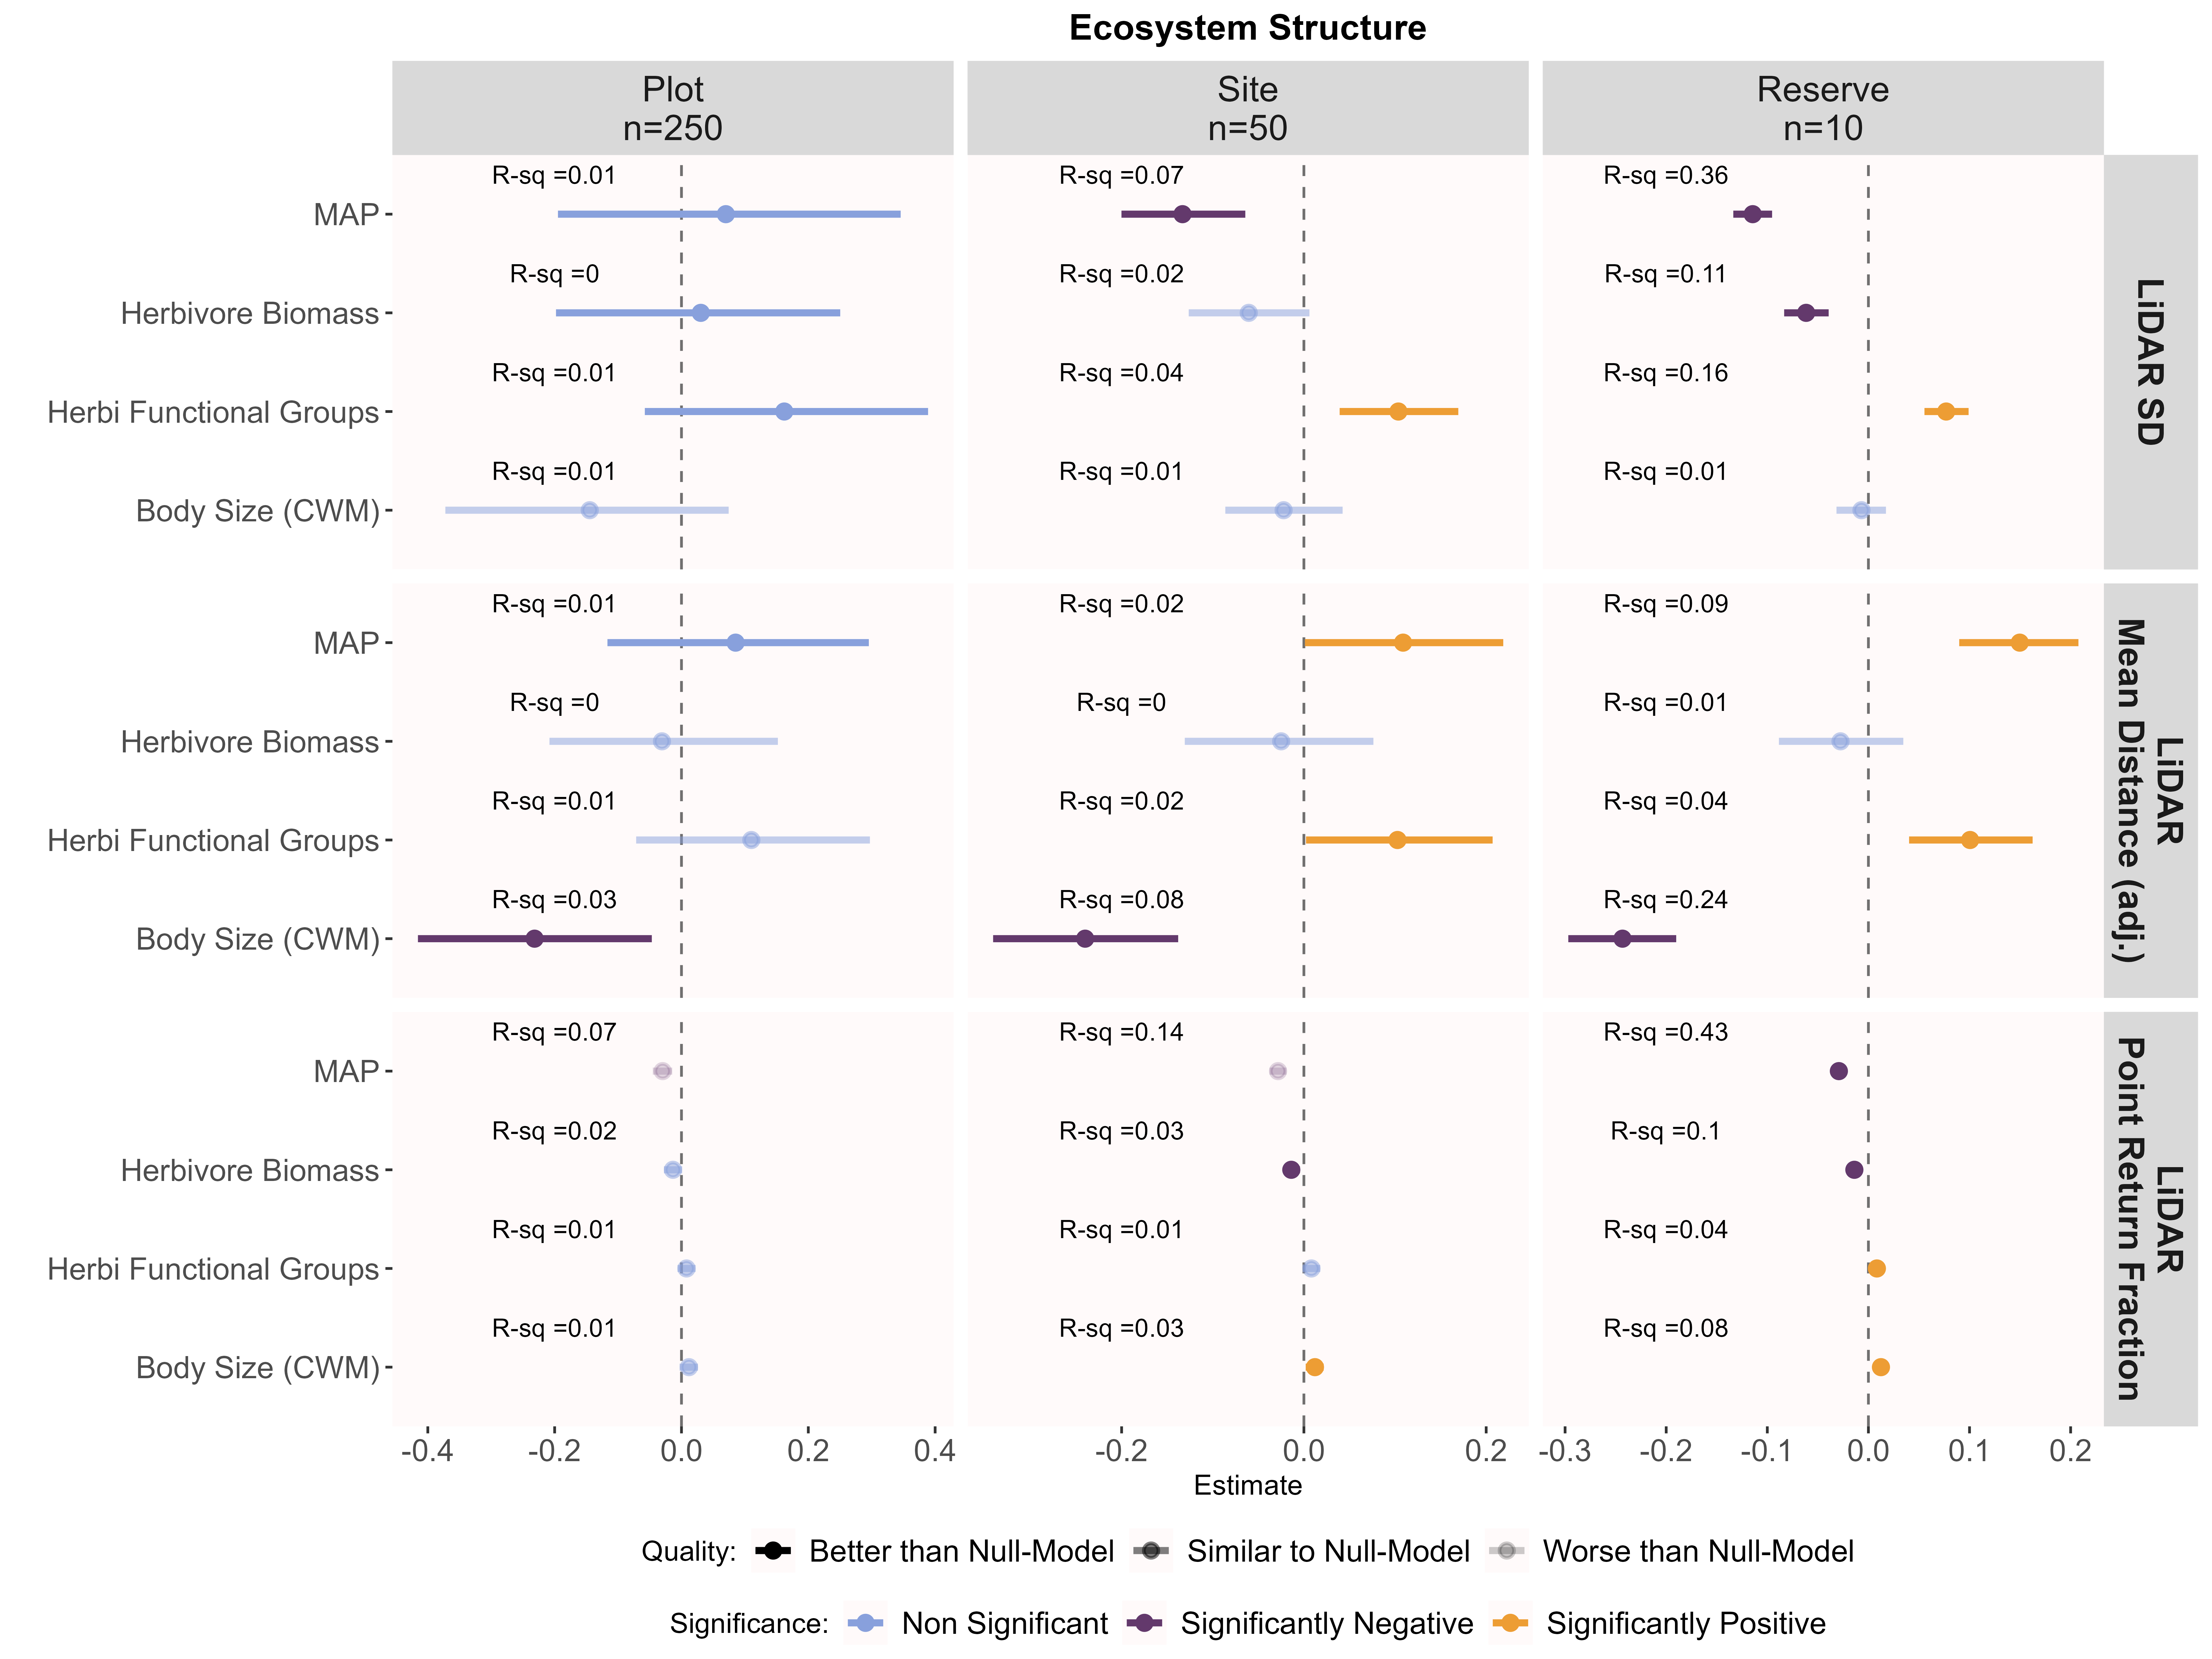 Ecosystem Structure
Plot
n=250
Site
n=50
Reserve
n=10
LiDAR SD
MAP
R-sq =0.01
R-sq =0.07
R-sq =0.36
Herbivore Biomass
R-sq =0
R-sq =0.02
R-sq =0.11
Herbi Functional Groups
R-sq =0.01
R-sq =0.04
R-sq =0.16
Body Size (CWM)
R-sq =0.01
R-sq =0.01
R-sq =0.01
LiDAR
Mean Distance (adj.)
MAP
R-sq =0.01
R-sq =0.02
R-sq =0.09
Herbivore Biomass
R-sq =0
R-sq =0
R-sq =0.01
Herbi Functional Groups
R-sq =0.01
R-sq =0.02
R-sq =0.04
Body Size (CWM)
R-sq =0.03
R-sq =0.08
R-sq =0.24
LiDAR
Point Return Fraction
MAP
R-sq =0.07
R-sq =0.14
R-sq =0.43
Herbivore Biomass
R-sq =0.02
R-sq =0.03
R-sq =0.1
Herbi Functional Groups
R-sq =0.01
R-sq =0.01
R-sq =0.04
Body Size (CWM)
R-sq =0.01
R-sq =0.03
R-sq =0.08
-0.4 -0.2 0.0 0.2 0.4
-0.2 0.0 0.2
-0.3 -0.2 -0.1 0.0 0.1 0.2
Estimate
Quality: Better than Null-Model Similar to Null-Model Worse than Null-Model
Significance: Non Significant Significantly Negative Significantly Positive